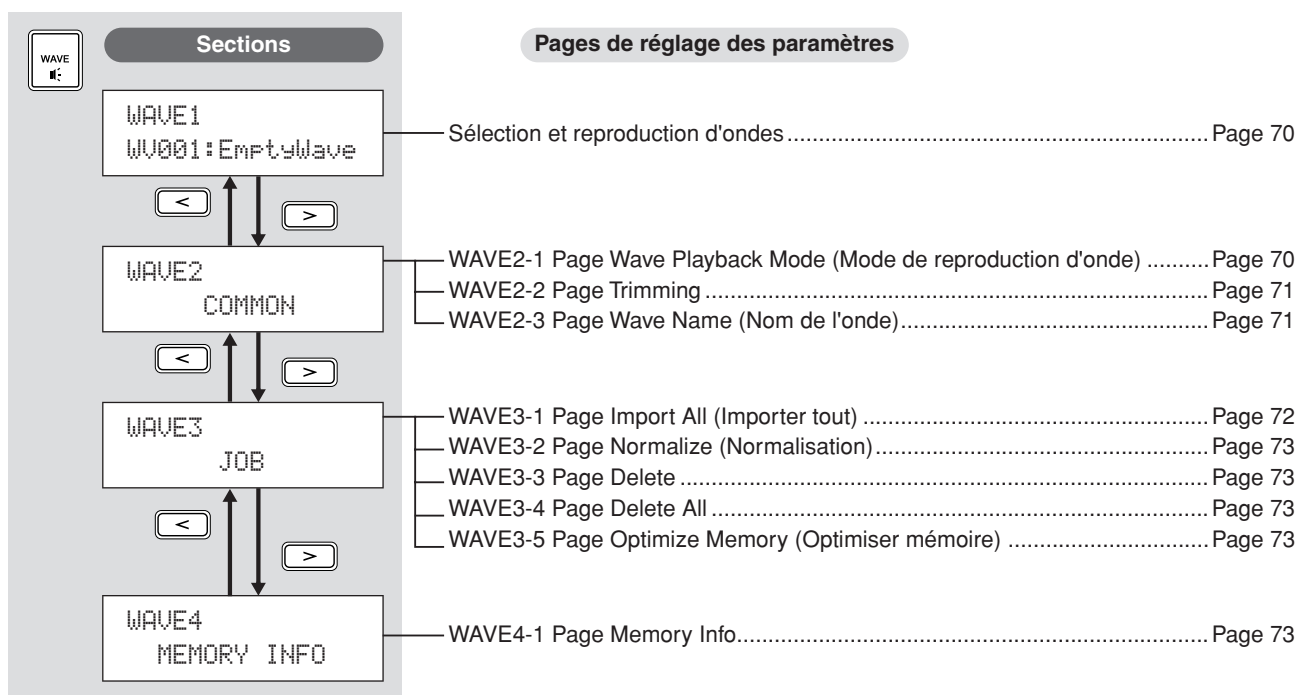 WAVE
Sections
Pages de réglage des paramètres
WAVE1
WV001:EmptyWave
Sélection et reproduction d'ondes.......................................................................... Page 70
<
>
WAVE2
COMMON
WAVE2-1 Page Wave Playback Mode (Mode de reproduction d'onde) ..........Page 70
WAVE2-2 Page Trimming ........................................................................................ Page 71
WAVE2-3 Page Wave Name (Nom de l'onde)...................................................... Page 71
<
>
WAVE3
JOB
WAVE3-1 Page Import All (Importer tout) ........................................................ Page 72
WAVE3-2 Page Normalize (Normalisation)........................................................... Page 73
WAVE3-3 Page Delete ............................................................................................. Page 73
WAVE3-4 Page Delete All ....................................................................................... Page 73
WAVE3-5 Page Optimize Memory (Optimiser mémoire) ...................................Page 73
<
>
WAVE4
MEMORY INFO
WAVE4-1 Page Memory Info................................................................................... Page 73